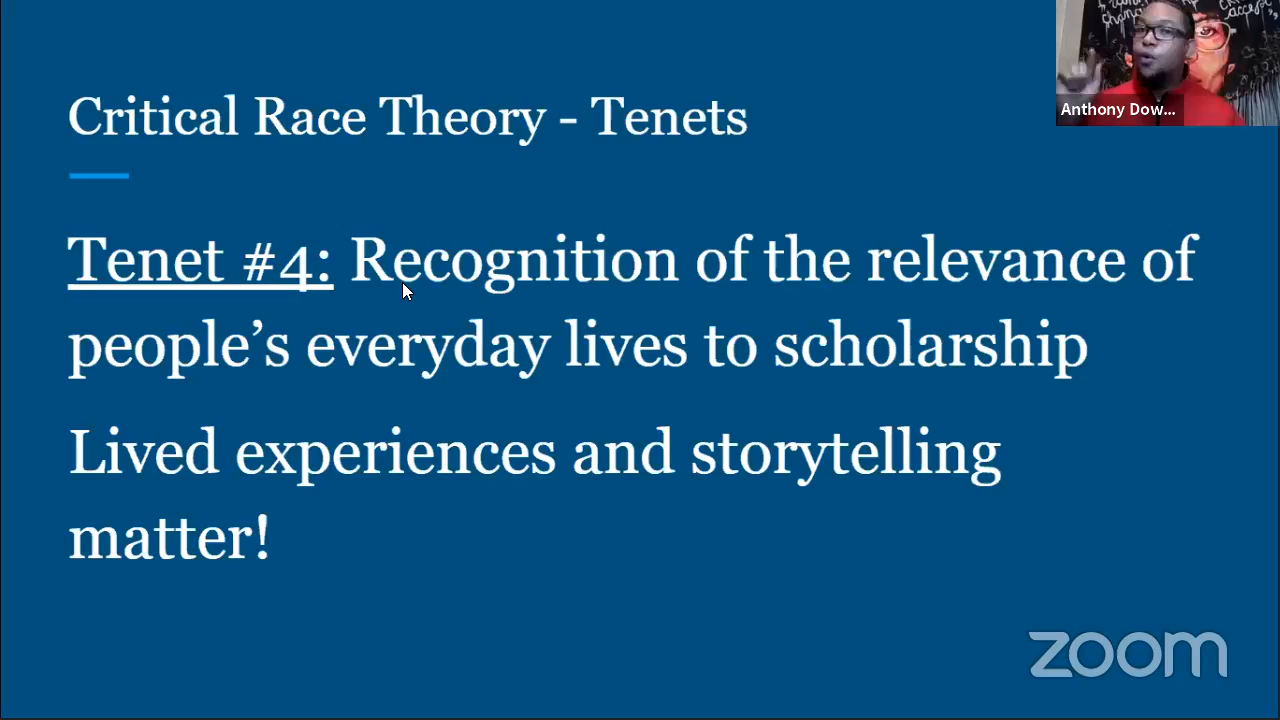 Critical Race Theory - Tenets
Tenet #4: Recognition of the relevance of
people's everyday lives to scholarship
Lived experiences and storytelling
matter!
Anthony Dow...
accept"
zoom